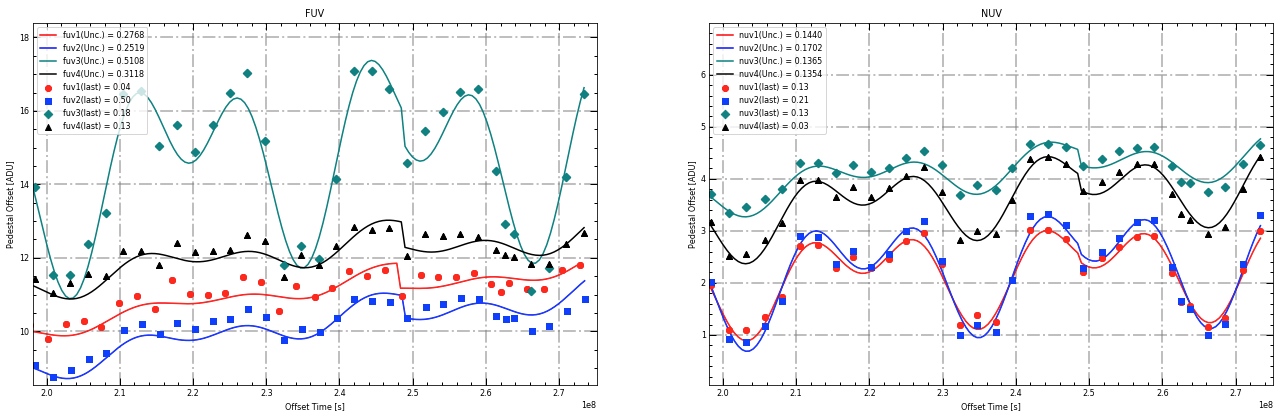 FUV
fuv1(Unc.) = 0.2768
fuv2(Unc.) = 0.2519
fuv3(Unc.) = 0.5108
fuv4(Unc.) = 0.3118
fuv1(last) = 0.04
fuv2(last) = 0.50
fuv3(last) = 0.18
fuv4(last) = 0.13
Pedestal Offset [ADU]
18
16
14
12
10
2.0 2.1 2.2 2.3 2.4 2.5 2.6 2.7
1e8
Offset Time [s]
NUV
nuv1(Unc.) = 0.1440
nuv2(Unc.) = 0.1702
nuv3(Unc.) = 0.1365
nuv4(Unc.) = 0.1354
nuv1(last) = 0.13
nuv2(last) = 0.21
nuv3(last) = 0.13
nuv4(last) = 0.03
Pedestal Offset [ADU]
6
5
4
3
2
1
2.0 2.1 2.2 2.3 2.4 2.5 2.6 2.7
1e8
Offset Time [s]